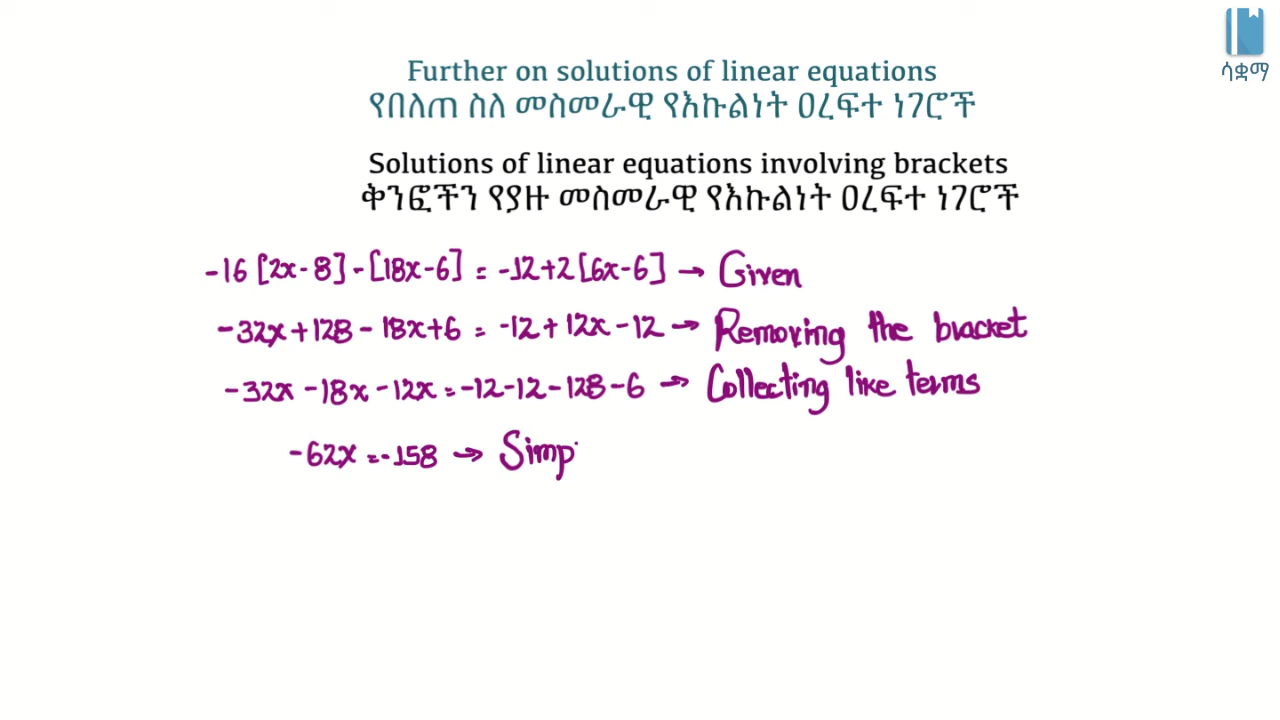 ሳቋማ
Further on solutions of linear equations
የበለጠ ስለ መስመራዊ የእኩልነት ዐረፍተ ነገሮች
Solutions of linear equations involving brackets
ቅንፎችን የያዙ መስመራዊ የእኩልነት ዐረፍተ ነገሮች
-16 [2x - 8] - [18x - 6] = -12 + 2 [6x - 6] → Given
-32x + 128 - 18x + 6 = -12 + 12x - 12 → Removing the bracket
-32x - 18x - 12x = -12 - 12 - 128 - 6 → Collecting like terms
-62x = -158 → Simp